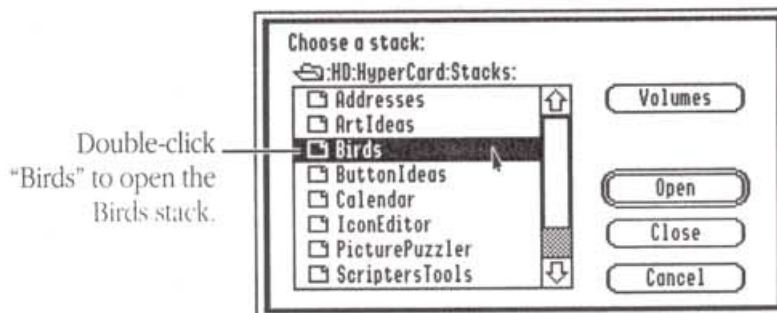 Choose a stack:
:HD:HyperCard:Stacks:
Addresses
ArtIdeas
Birds
ButtonIdeas
Calendar
IconEditor
PicturePuzzler
ScriptersTools
Volumes
Open
Close
Cancel
Double-click
“Birds” to open the
Birds stack.